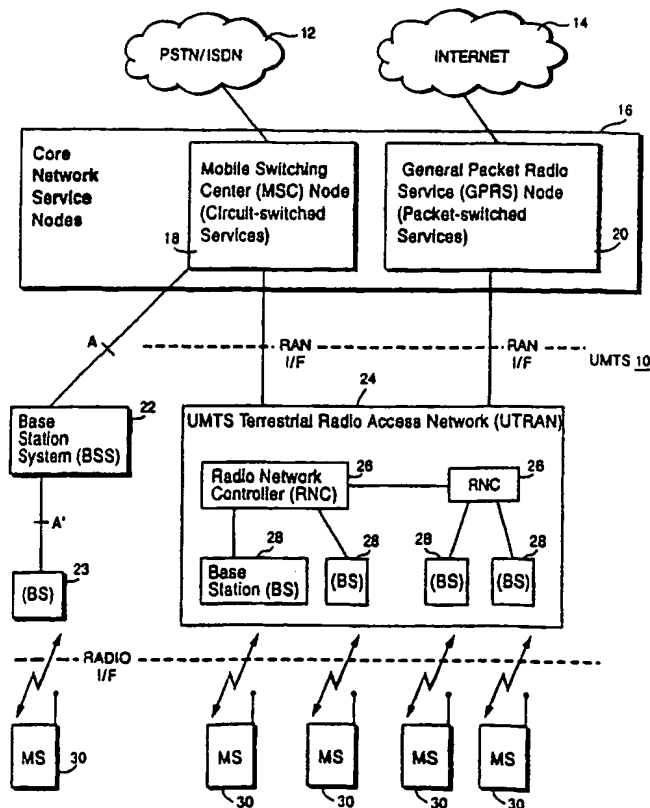 12
PSTN/ISDN
14
INTERNET
16
Core
Network
Service
Nodes
Mobile Switching
Center (MSC) Node
(Circuit-switched
Services)
18
General Packet Radio
Service (GPRS) Node
(Packet-switched
Services)
20
A
RAN
I/F
RAN
I/F
UMTS 10
22
Base
Station
System (BSS)
24
UMTS Terrestrial Radio Access Network (UTRAN)
26
Radio Network
Controller (RNC)
26
RNC
A'
28
Base
Station (BS)
28
(BS)
28
(BS)
28
(BS)
23
(BS)
RADIO
I/F
MS
30
MS
30
MS
30
MS
30
MS
30